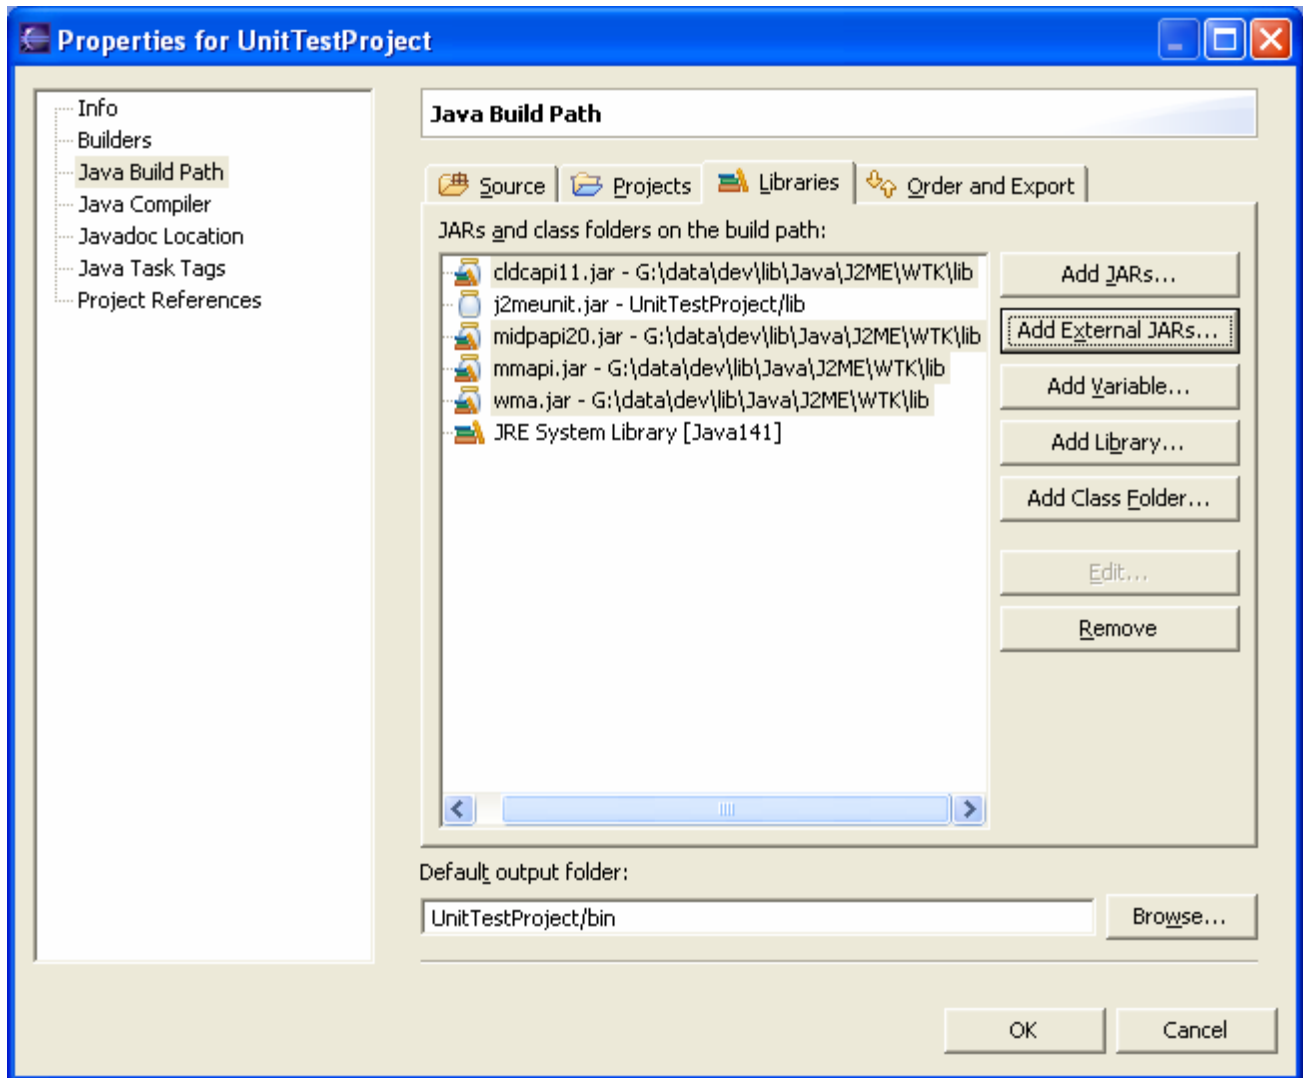 Properties for UnitTestProject
Info
Builders
Java Build Path
Java Compiler
Javadoc Location
Java Task Tags
Project References
Java Build Path
Source
Projects
Libraries
Order and Export
JARs and class folders on the build path:
cldcapi11.jar - G:\data\dev\lib\Java\J2ME\WTK\lib
j2meunit.jar - UnitTestProject/lib
midpapi20.jar - G:\data\dev\lib\Java\J2ME\WTK\lib
mmapi.jar - G:\data\dev\lib\Java\J2ME\WTK\lib
wma.jar - G:\data\dev\lib\Java\J2ME\WTK\lib
JRE System Library [Java141]
Add JARs...
Add External JARs...
Add Variable...
Add Library...
Add Class Folder...
Edit...
Remove
Default output folder:
UnitTestProject/bin
Browse...
OK
Cancel